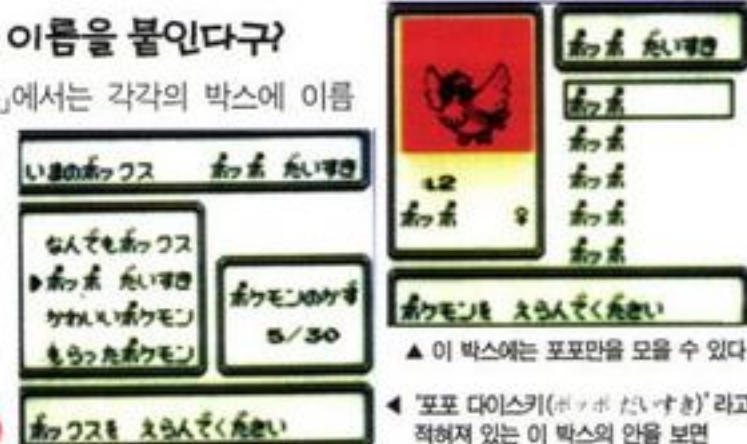 이름을 붙인다구?
」에서는 각각의 박스에 이름
いまのボックス ポッポ だいすき
なんでもボックス
▶ポッポ だいすき
かわいいポケモン
もらったポケモン
ポケモンのかず
5/30
ボックスを えらんでください
ポッポ だいすき
ポッポ
ポッポ
ポッポ
ポッポ
ポッポ
L2
ポッポ ♀
ポケモンを えらんでください
▲ 이 박스에는 포포만을 모을 수 있다
◀ '포포 다이스키(ポッポ だいすき)' 라고
적혀져 있는 이 박스의 안을 보면